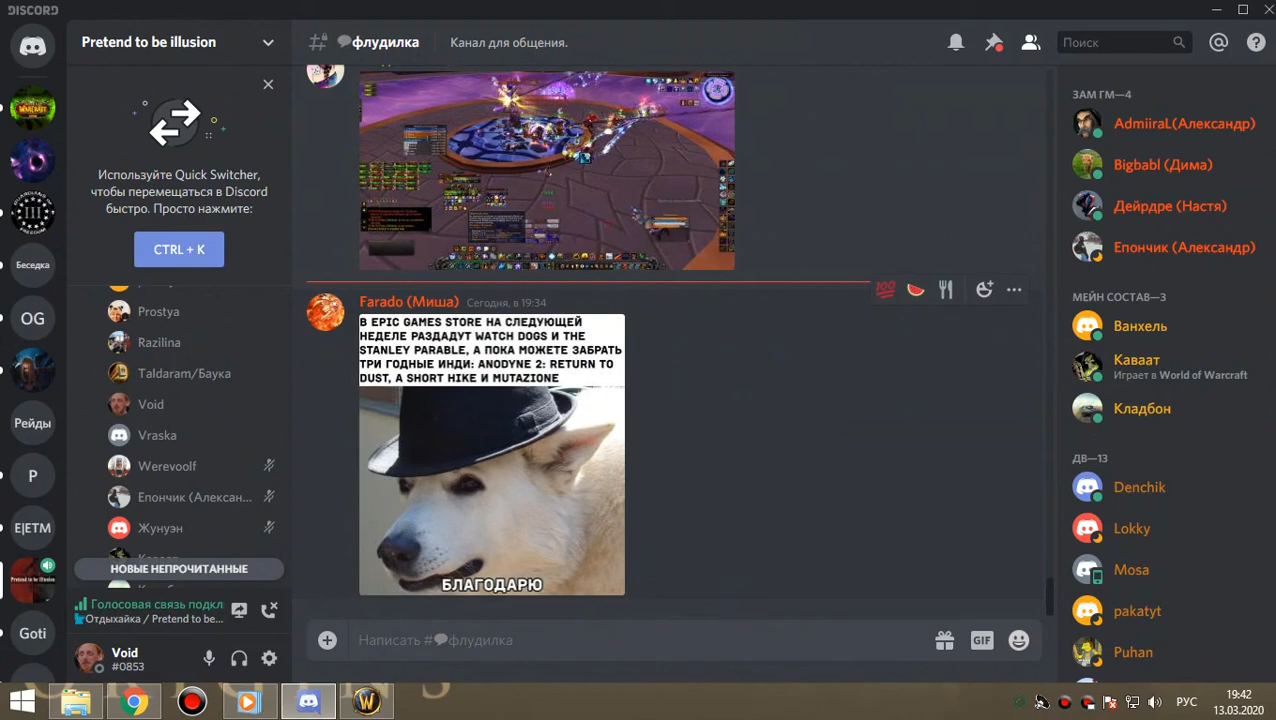 DISCORD
Pretend to be illusion
флудилка
Канал для общения.
Поиск
Используйте Quick Switcher,
чтобы перемещаться в Discord
быстро. Просто нажмите:
CTRL + K
Беседка
OG
Рейды
P
E|ETM
Pretend to be illusion
Goti
Prostya
Razilina
Taldaram/Баука
Void
Vraska
Werevoolf
Епончик (Алексан...
Жунуэн
НОВЫЕ НЕПРОЧИТАННЫЕ
Голосовая связь подкл
Отдыхайка / Pretend to be...
Void
#0853
Farado (Миша) Сегодня, в 19:34
В EPIC GAMES STORE НА СЛЕДУЮЩЕЙ
НЕДЕЛЕ РАЗДАДУТ WATCH DOGS И THE
STANLEY PARABLE, А ПОКА МОЖЕТЕ ЗАБРАТЬ
ТРИ ГОДНЫЕ ИНДИ: ANODYNE 2: RETURN TO
DUST, A SHORT HIKE И MUTAZIONE
БЛАГОДАРЮ
100
Написать #флудилка
GIF
ЗАМ ГМ—4
AdmiiraL(Александр)
Bigbabl (Дима)
Дейрдре (Настя)
Епончик (Александр)
МЕЙН СОСТАВ—3
Ванхель
Каваат
Играет в World of Warcraft
Кладбон
ДВ—13
Denchik
Lokky
Mosa
pakatyt
Puhan
РУС
19:42
13.03.2020